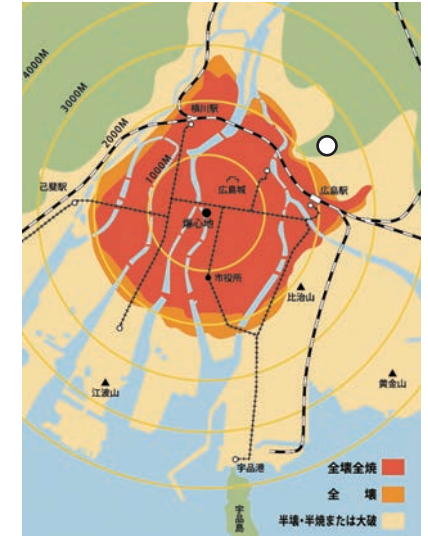 4000M
3000M
2000M
1000M
横川駅
己斐駅
広島城
広島駅
爆心地
市役所
比治山
江波山
黄金山
宇品港
宇品島
全壊全焼
全 壊
半壊・半焼または大破